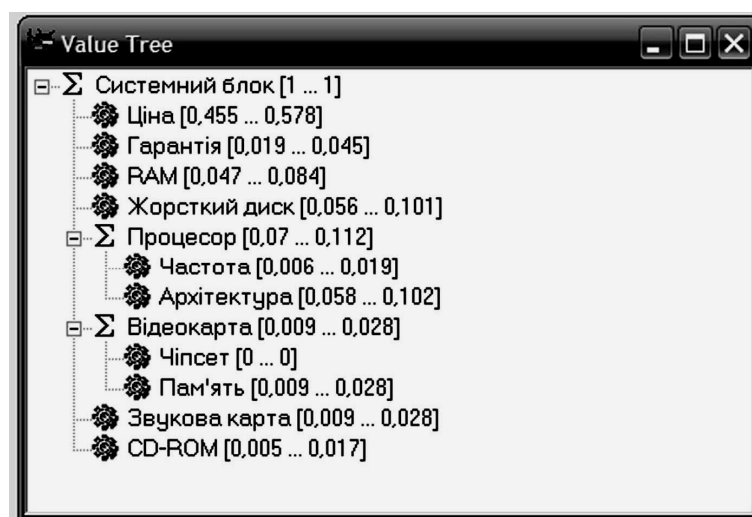 Value Tree
Системний блок [1 ... 1]
Ціна [0,455 ... 0,578]
Гарантія [0,019 ... 0,045]
RAM [0,047 ... 0,084]
Жорсткий диск [0,056 ... 0,101]
Процесор [0,07 ... 0,112]
Частота [0,006 ... 0,019]
Архітектура [0,058 ... 0,102]
Відеокарта [0,009 ... 0,028]
Чіпсет [0 ... 0]
Пам'ять [0,009 ... 0,028]
Звукова карта [0,009 ... 0,028]
CD-ROM [0,005 ... 0,017]